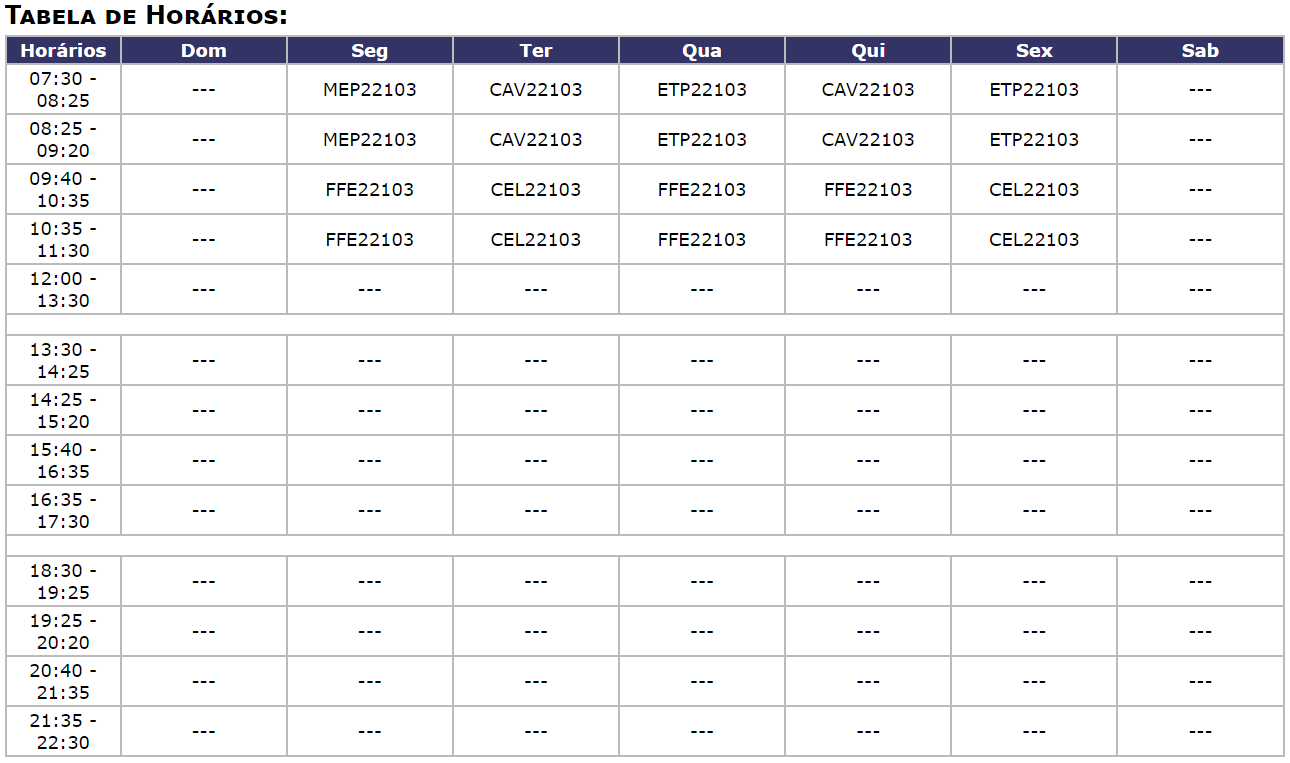 Tabela de Horários:
Horários Dom Seg Ter Qua Qui Sex Sab
07:30 - 08:25 --- MEP22103 CAV22103 ETP22103 CAV22103 ETP22103 ---
08:25 - 09:20 --- MEP22103 CAV22103 ETP22103 CAV22103 ETP22103 ---
09:40 - 10:35 --- FFE22103 CEL22103 FFE22103 FFE22103 CEL22103 ---
10:35 - 11:30 --- FFE22103 CEL22103 FFE22103 FFE22103 CEL22103 ---
12:00 - 13:30 --- --- --- --- --- --- ---
13:30 - 14:25 --- --- --- --- --- --- ---
14:25 - 15:20 --- --- --- --- --- --- ---
15:40 - 16:35 --- --- --- --- --- --- ---
16:35 - 17:30 --- --- --- --- --- --- ---
18:30 - 19:25 --- --- --- --- --- --- ---
19:25 - 20:20 --- --- --- --- --- --- ---
20:40 - 21:35 --- --- --- --- --- --- ---
21:35 - 22:30 --- --- --- --- --- --- ---